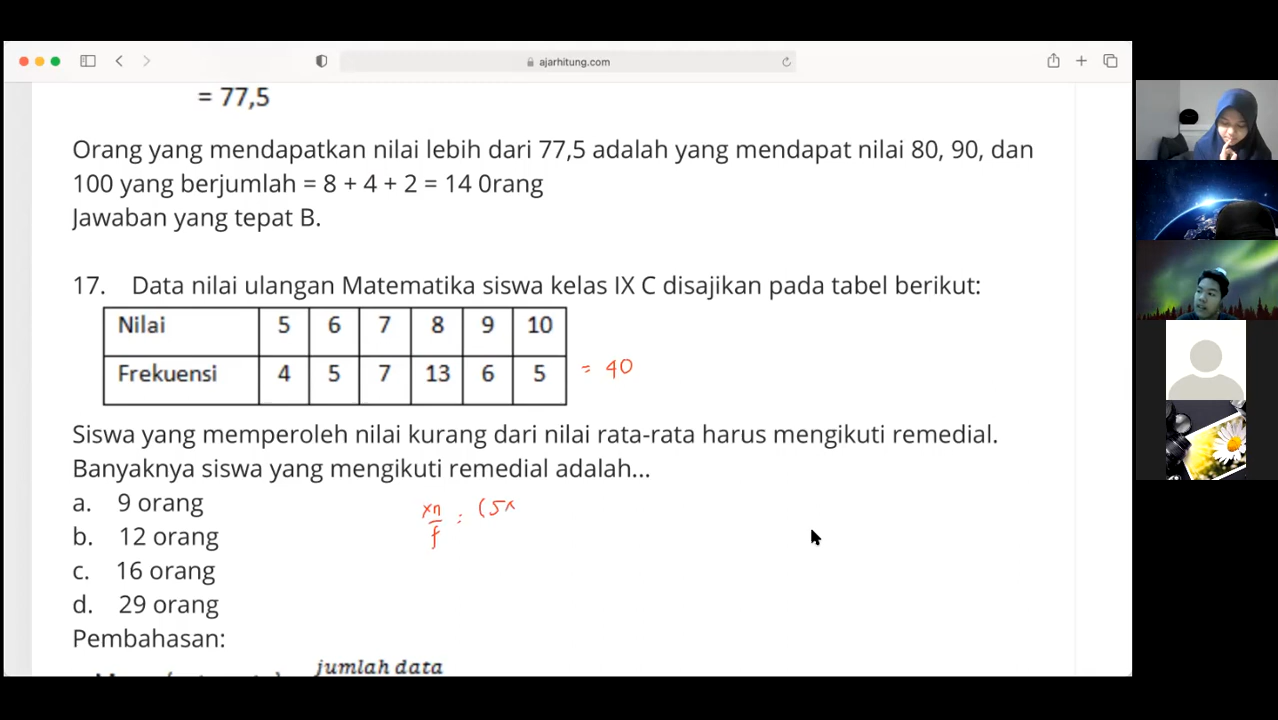 ajarhitung.com
= 77,5
Orang yang mendapatkan nilai lebih dari 77,5 adalah yang mendapat nilai 80, 90, dan
100 yang berjumlah = 8 + 4 + 2 = 14 0rang
Jawaban yang tepat B.
17. Data nilai ulangan Matematika siswa kelas IX C disajikan pada tabel berikut:
Nilai 5 6 7 8 9 10
Frekuensi 4 5 7 13 6 5 = 40
Siswa yang memperoleh nilai kurang dari nilai rata-rata harus mengikuti remedial.
Banyaknya siswa yang mengikuti remedial adalah...
a. 9 orang
xn/f = (5x
b. 12 orang
c. 16 orang
d. 29 orang
Pembahasan:
jumlah data